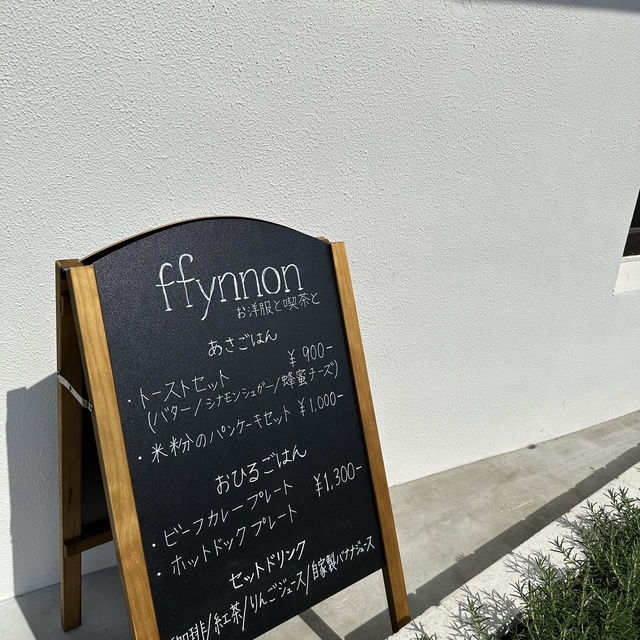 ffynnon
お洋服と喫茶と
あさごはん
・トーストセット ¥900-
(バター/シナモンシュガー/蜂蜜チーズ)
・米粉のパンケーキセット ¥1.000-
おひるごはん
・ビーフカレープレート ¥1,300-
・ホットドックプレート
セットドリンク
珈琲/紅茶/りんごジュース/自家製バナナジュース